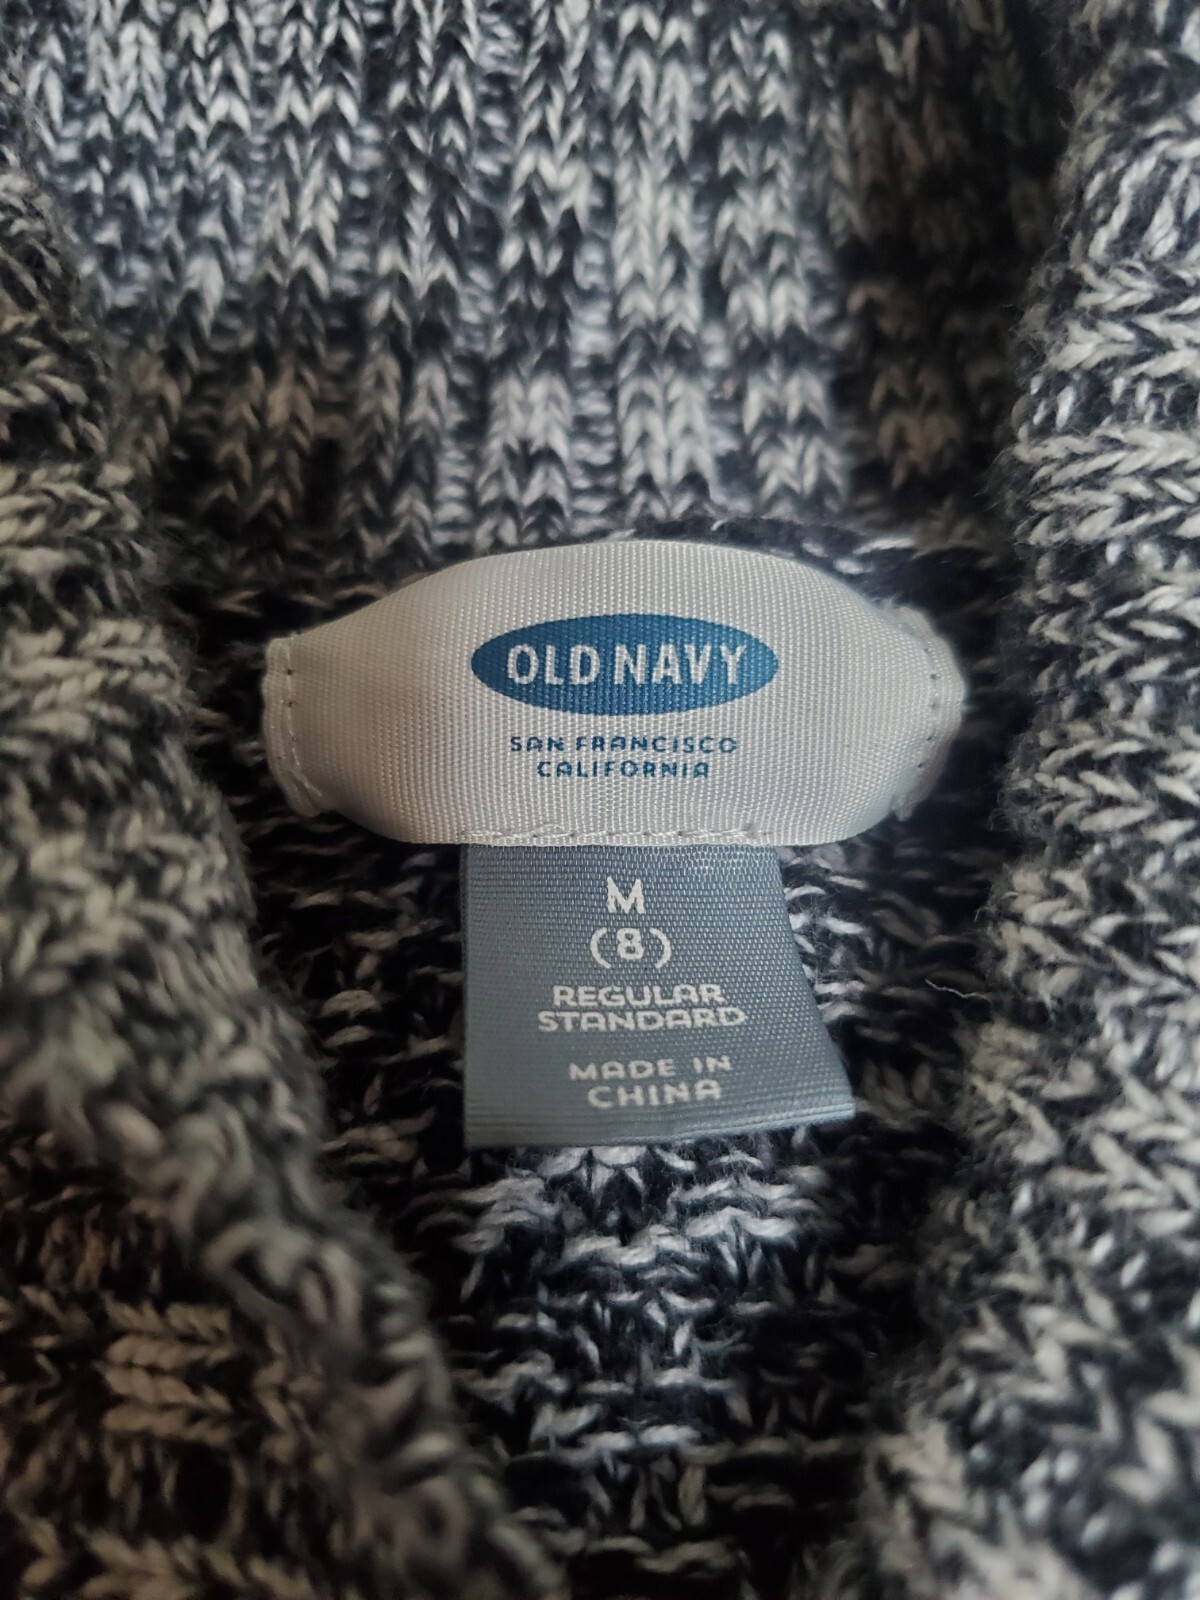 OLD NAVY
SAN FRANCISCO
CALIFORNIA
M
(8)
REGULAR
STANDARD
MADE IN
CHINA